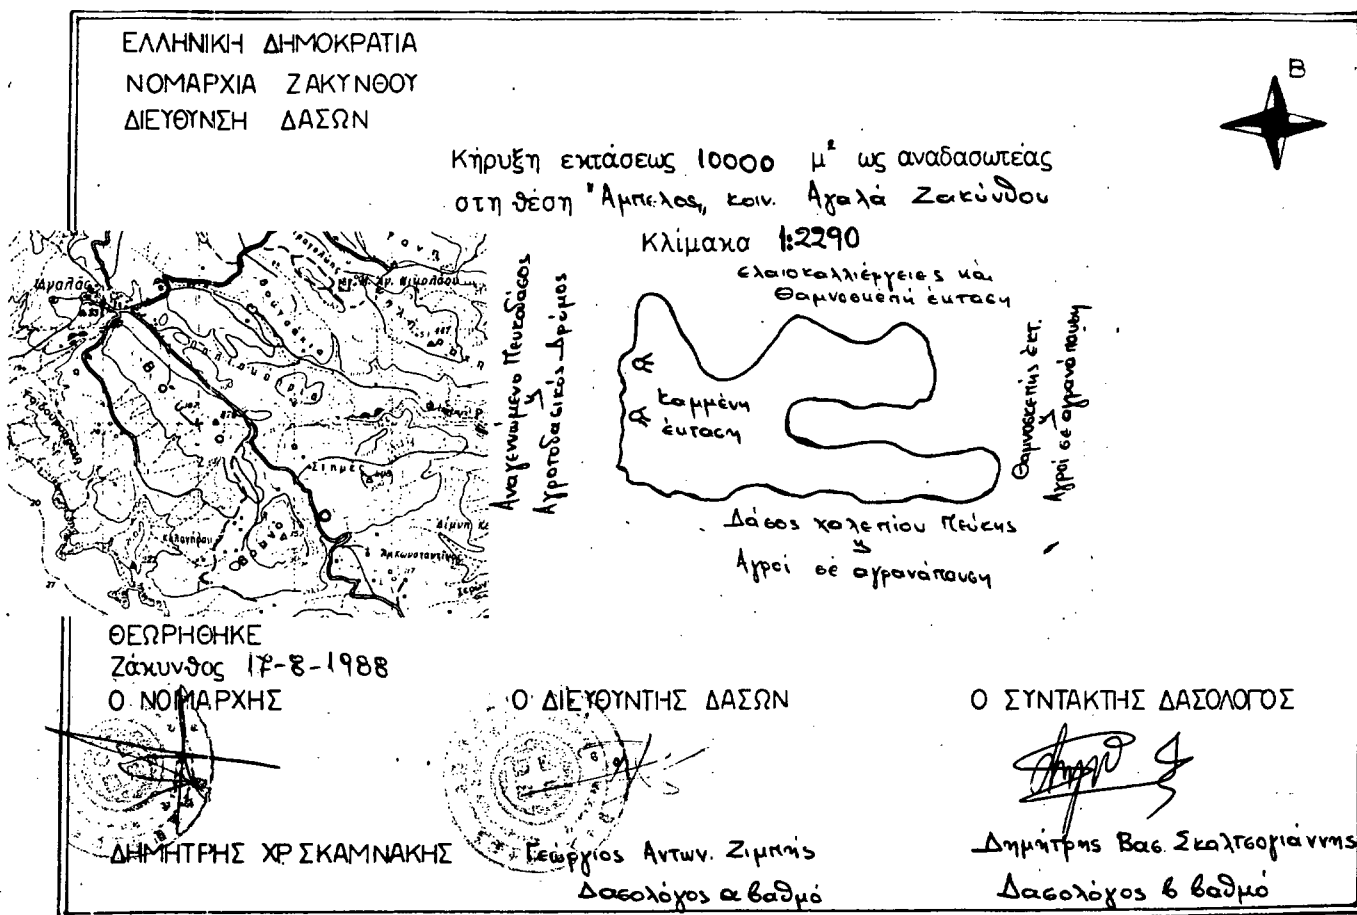 ΕΛΛΗΝΙΚΗ ΔΗΜΟΚΡΑΤΙΑ
ΝΟΜΑΡΧΙΑ ΖΑΚΥΝΘΟΥ
ΔΙΕΥΘΥΝΣΗ ΔΑΣΩΝ
Β
Κήρυξη εκτάσεως 10000 μ² ως αναδασωτέας
στη θέση "Αμπελος„ κοιν. Αγαλά Ζακύνθου
Κλίμακα 1:2290
ελαιοκαλλιέργειες και
θαμνοσκεπή έκταση
Αναγεννώμενο Πευκοδάσος
Αγροτοδασικός Δρόμος
καμμένη
έκταση
Θαμνοσκεπής έκτ.
Αγροί σε αγρανάπαυση
Δάσος χαλεπίου Πεύκης
Αγροί σε αγρανάπαυση
Αγαλάς
ΘΕΩΡΗΘΗΚΕ
Ζάκυνθος 17-8-1988
Ο ΝΟΜΑΡΧΗΣ
Ο ΔΙΕΥΘΥΝΤΗΣ ΔΑΣΩΝ
Ο ΣΥΝΤΑΚΤΗΣ ΔΑΣΟΛΟΓΟΣ
ΔΗΜΗΤΡΗΣ ΧΡ ΣΚΑΜΝΑΚΗΣ
Γεώργιος Αντων. Ζιμπής
Δασολόγος α βαθμό
Δημήτρης Βασ. Σκαλτσογιάννης
Δασολόγος β βαθμό